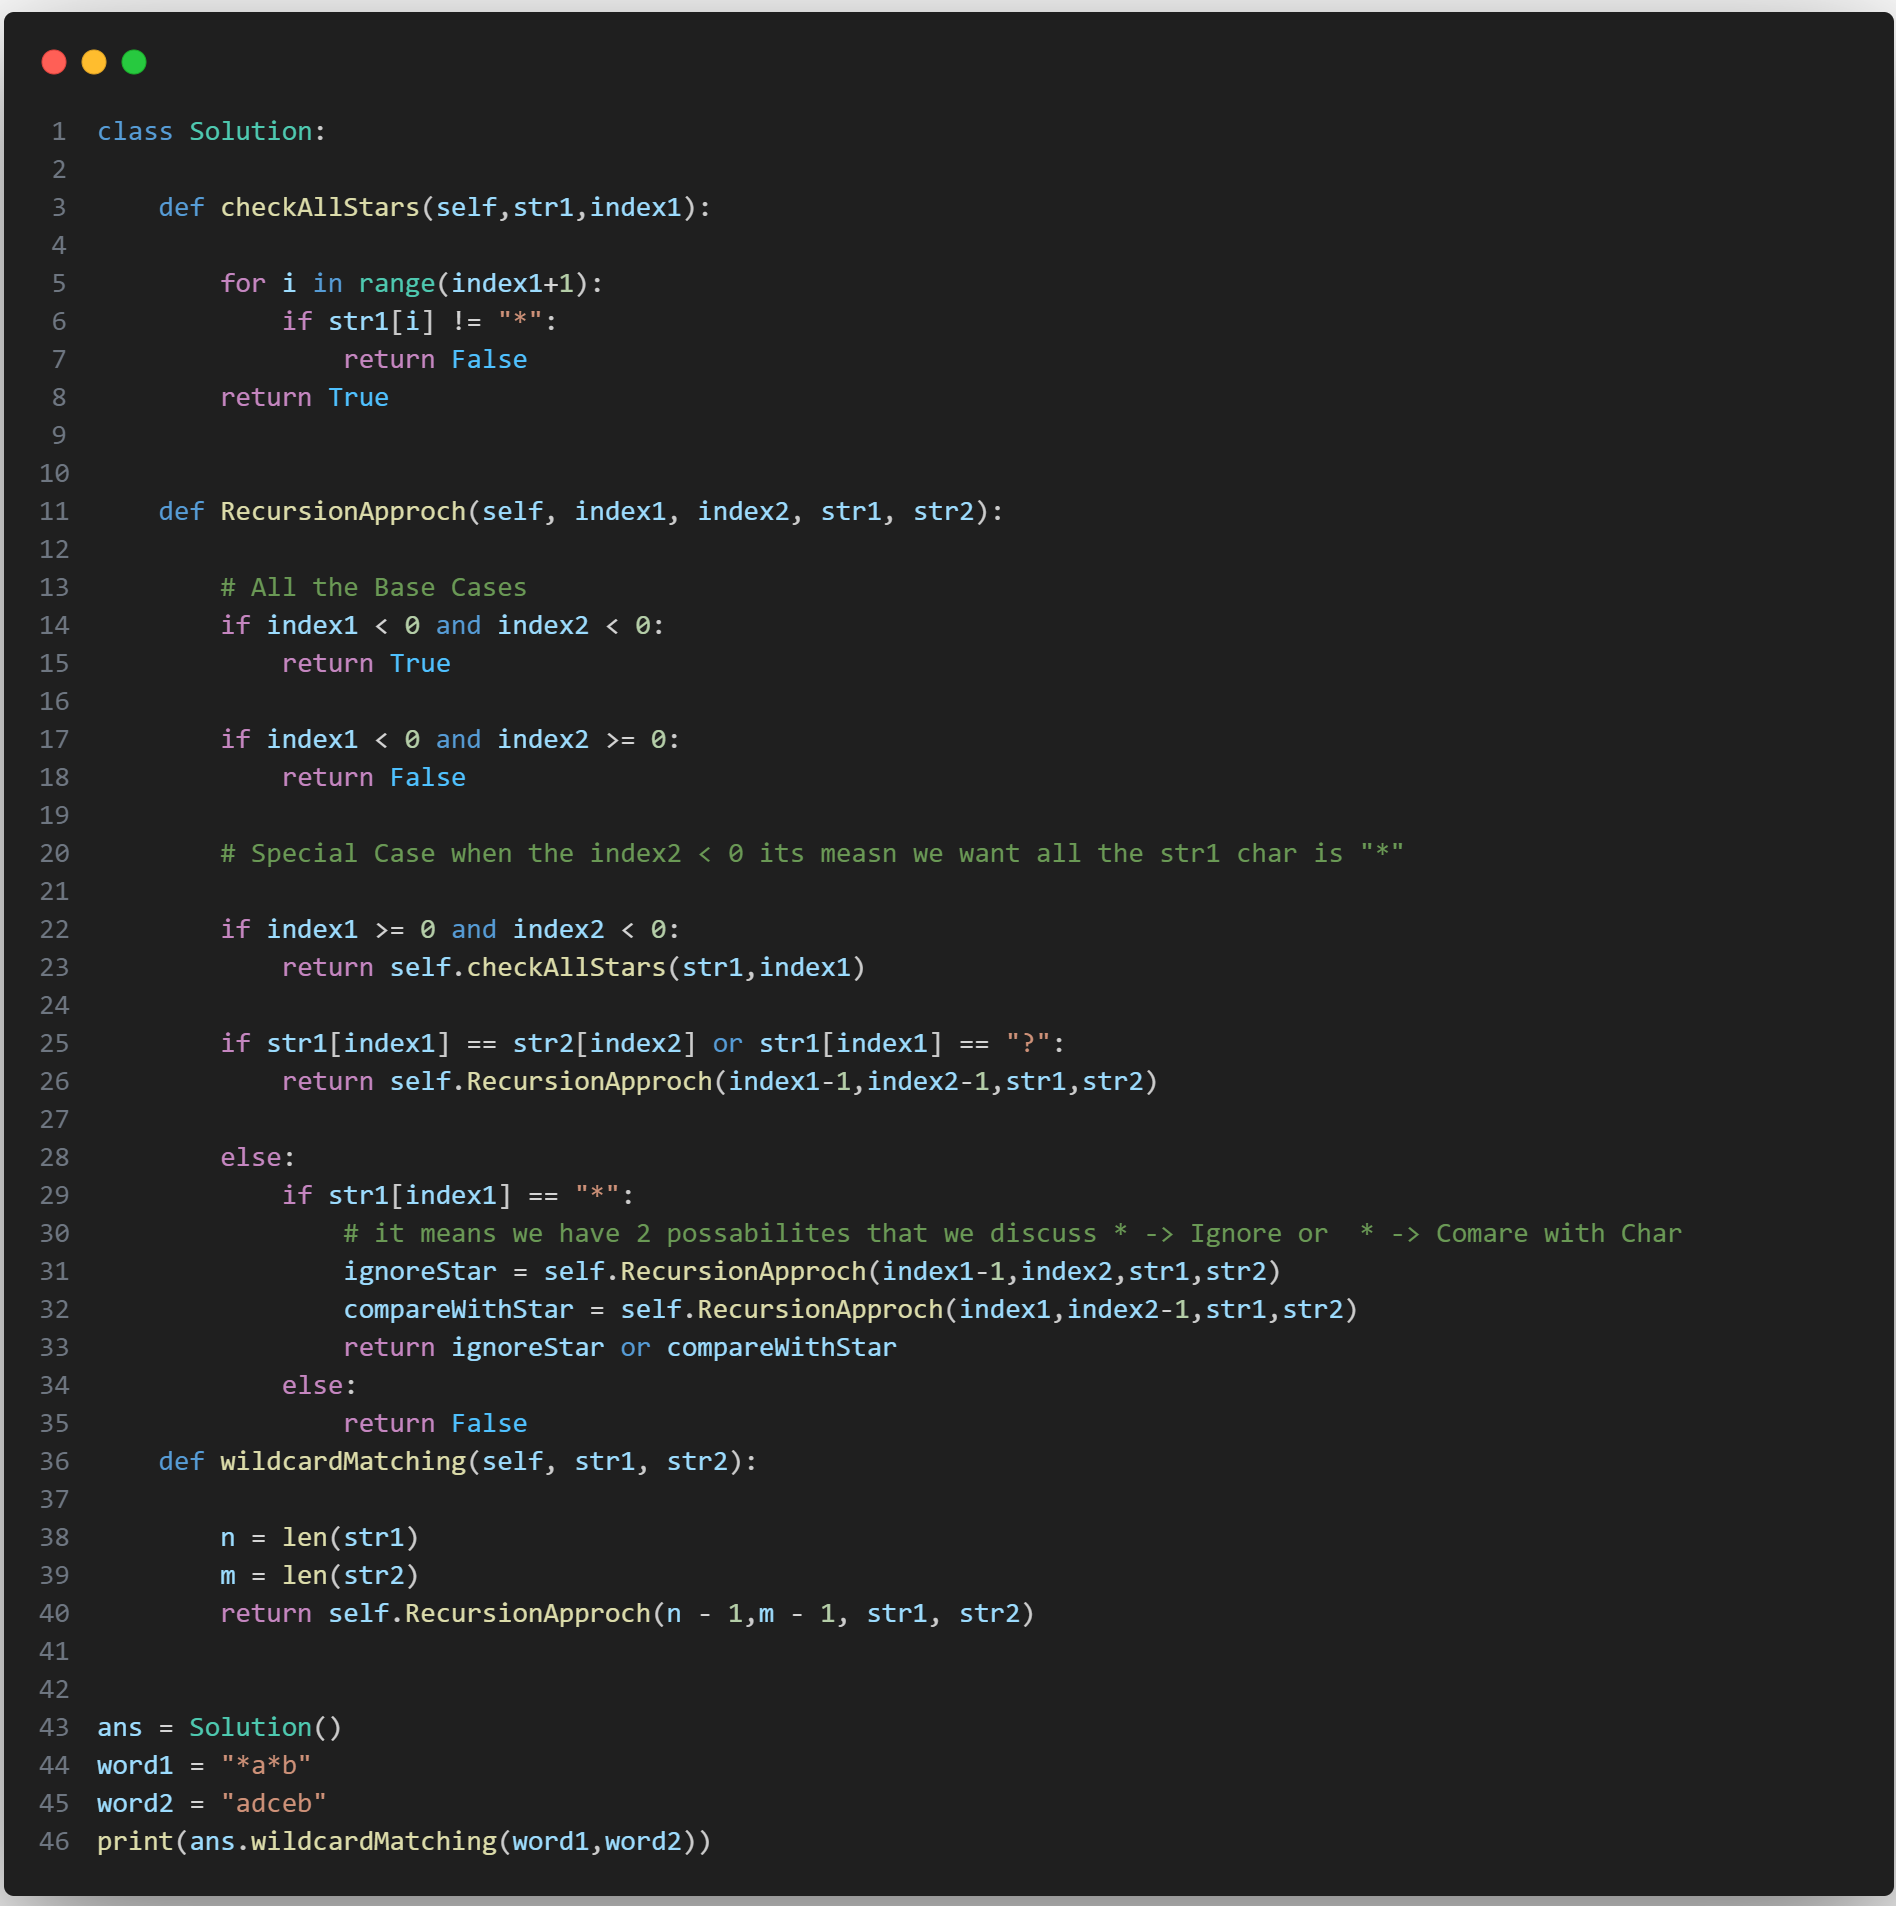 1 class Solution:
2
3     def checkAllStars(self,str1,index1):
4
5         for i in range(index1+1):
6             if str1[i] != "*":
7                 return False
8         return True
9
10
11     def RecursionApproch(self, index1, index2, str1, str2):
12
13         # All the Base Cases
14         if index1 < 0 and index2 < 0:
15             return True
16
17         if index1 < 0 and index2 >= 0:
18             return False
19
20         # Special Case when the index2 < 0 its measn we want all the str1 char is "*"
21
22         if index1 >= 0 and index2 < 0:
23             return self.checkAllStars(str1,index1)
24
25         if str1[index1] == str2[index2] or str1[index1] == "?":
26             return self.RecursionApproch(index1-1,index2-1,str1,str2)
27
28         else:
29             if str1[index1] == "*":
30                 # it means we have 2 possabilites that we discuss * -> Ignore or  * -> Comare with Char
31                 ignoreStar = self.RecursionApproch(index1-1,index2,str1,str2)
32                 compareWithStar = self.RecursionApproch(index1,index2-1,str1,str2)
33                 return ignoreStar or compareWithStar
34             else:
35                 return False
36     def wildcardMatching(self, str1, str2):
37
38         n = len(str1)
39         m = len(str2)
40         return self.RecursionApproch(n - 1,m - 1, str1, str2)
41
42
43 ans = Solution()
44 word1 = "*a*b"
45 word2 = "adceb"
46 print(ans.wildcardMatching(word1,word2))